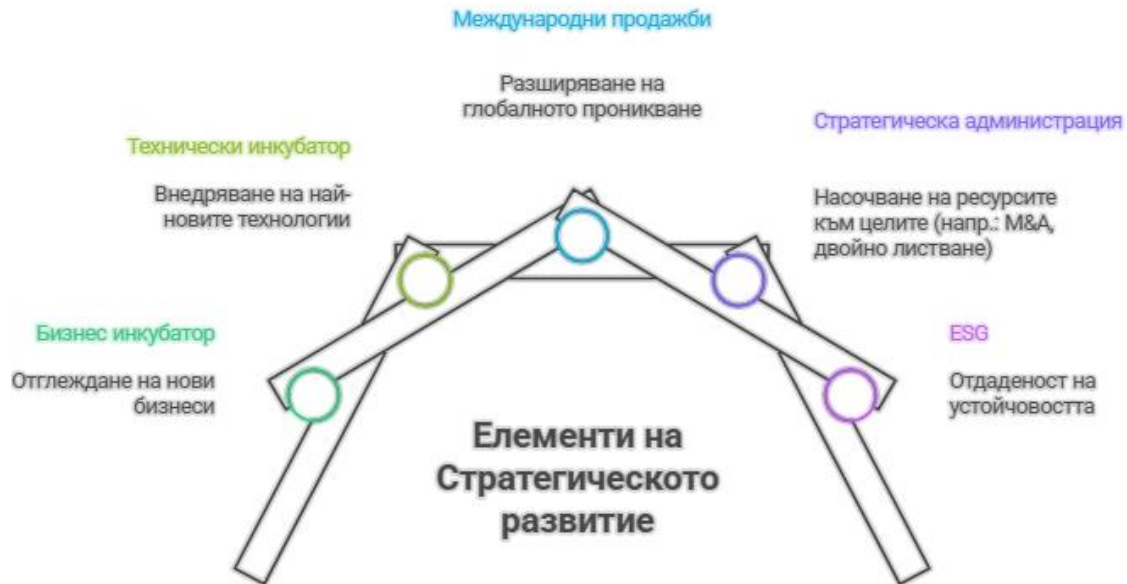 Международни продажби
Разширяване на
глобалното проникване
Технически инкубатор
Внедряване на най-
новите технологии
Стратегическа администрация
Насочване на ресурсите
към целите (напр.: M&A,
двойно листване)
Бизнес инкубатор
Отглеждане на нови
бизнеси
ESG
Отдаденост на
устойчовостта
Елементи на
Стратегическото
развитие